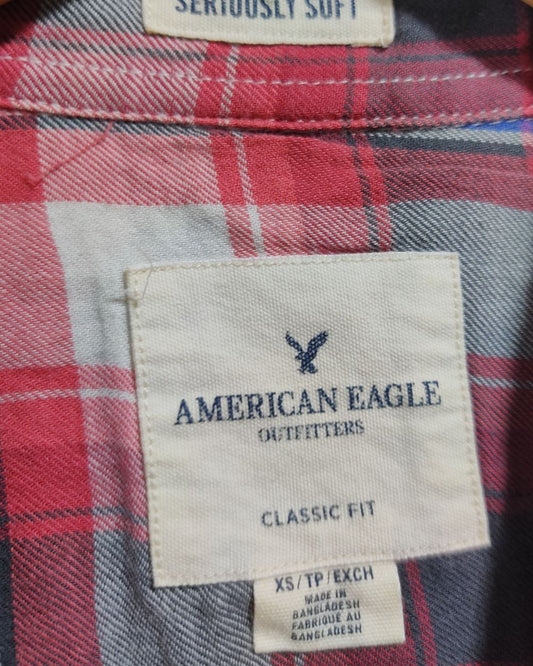 SERIOUSLY SOFT
AMERICAN EAGLE
OUTFITTERS
CLASSIC FIT
XS/TP/EXCH
MADE IN
BANGLADESH
FABRIQUÉ AU
BANGLADESH